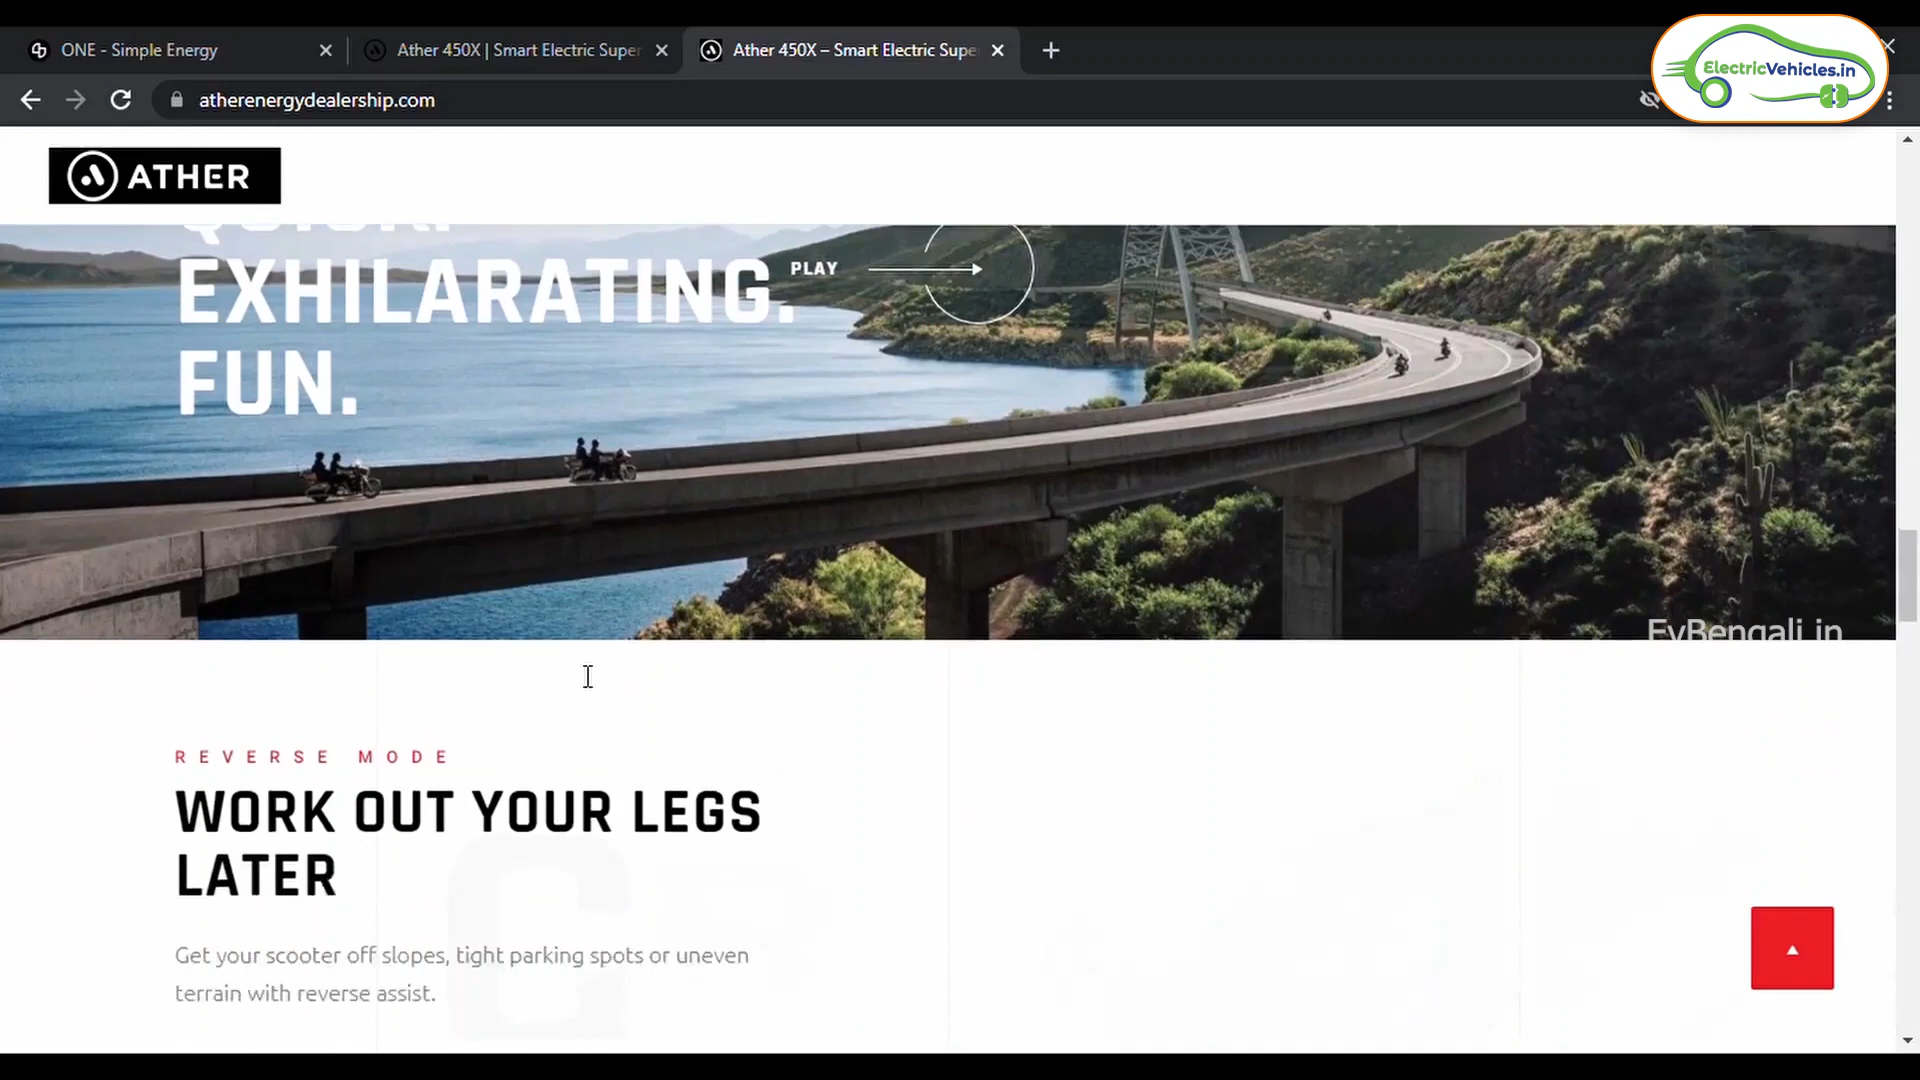 ONE - Simple Energy
Ather 450X | Smart Electric Super
Ather 450X – Smart Electric Supe
ElectricVehicles.in
atherenergydealership.com
ATHER
EXHILARATING.
PLAY
FUN.
EvBengali.in
REVERSE MODE
WORK OUT YOUR LEGS
LATER
Get your scooter off slopes, tight parking spots or uneven
terrain with reverse assist.